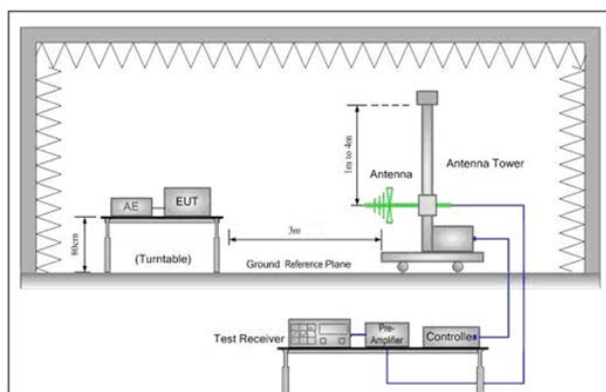 1m to 4m
Antenna
Antenna Tower
AE
EUT
80cm
(Turntable)
3m
Ground Reference Plane
Test Receiver
Pre-
Amplifier
Controller